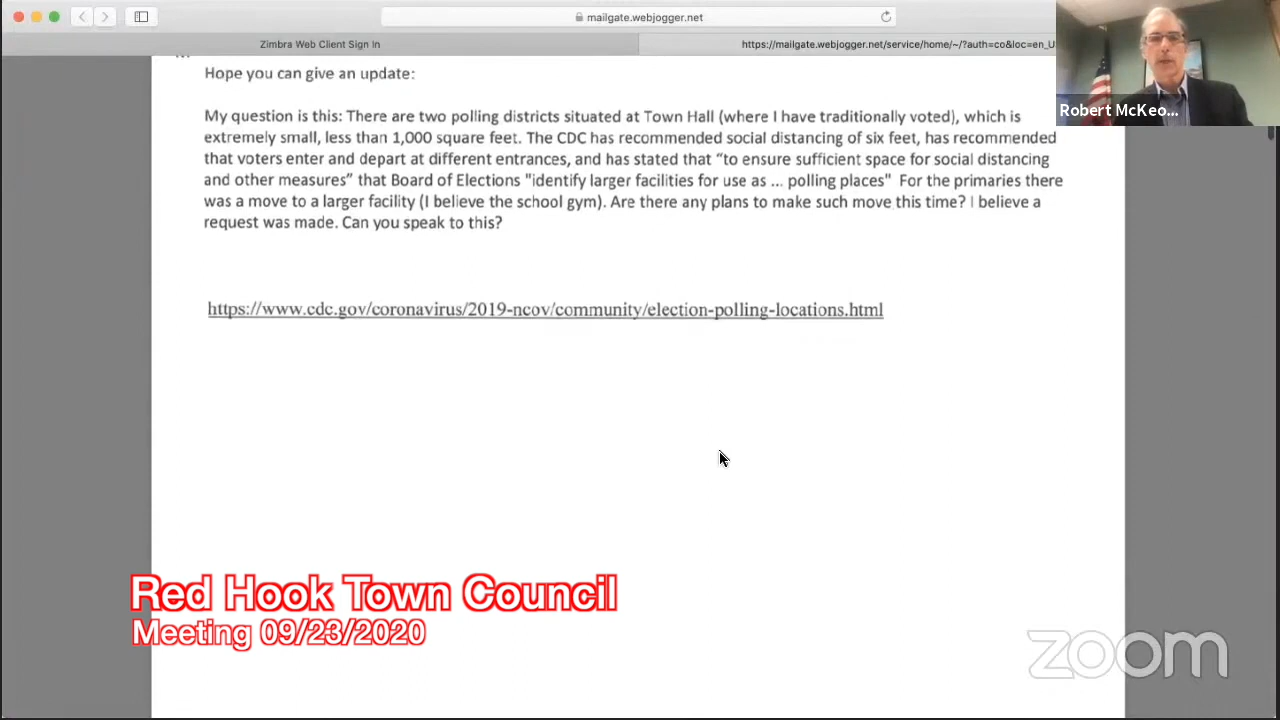 mailgate.webjogger.net
Zimbra Web Client Sign In
https://mailgate.webjogger.net/service/home/~/?auth=co&loc=en_U
Robert McKeo...
Hope you can give an update:
My question is this: There are two polling districts situated at Town Hall (where I have traditionally voted), which is
extremely small, less than 1,000 square feet. The CDC has recommended social distancing of six feet, has recommended
that voters enter and depart at different entrances, and has stated that “to ensure sufficient space for social distancing
and other measures” that Board of Elections "identify larger facilities for use as ... polling places"  For the primaries there
was a move to a larger facility (I believe the school gym). Are there any plans to make such move this time? I believe a
request was made. Can you speak to this?
https://www.cdc.gov/coronavirus/2019-ncov/community/election-polling-locations.html
Red Hook Town Council
Meeting 09/23/2020
zoom